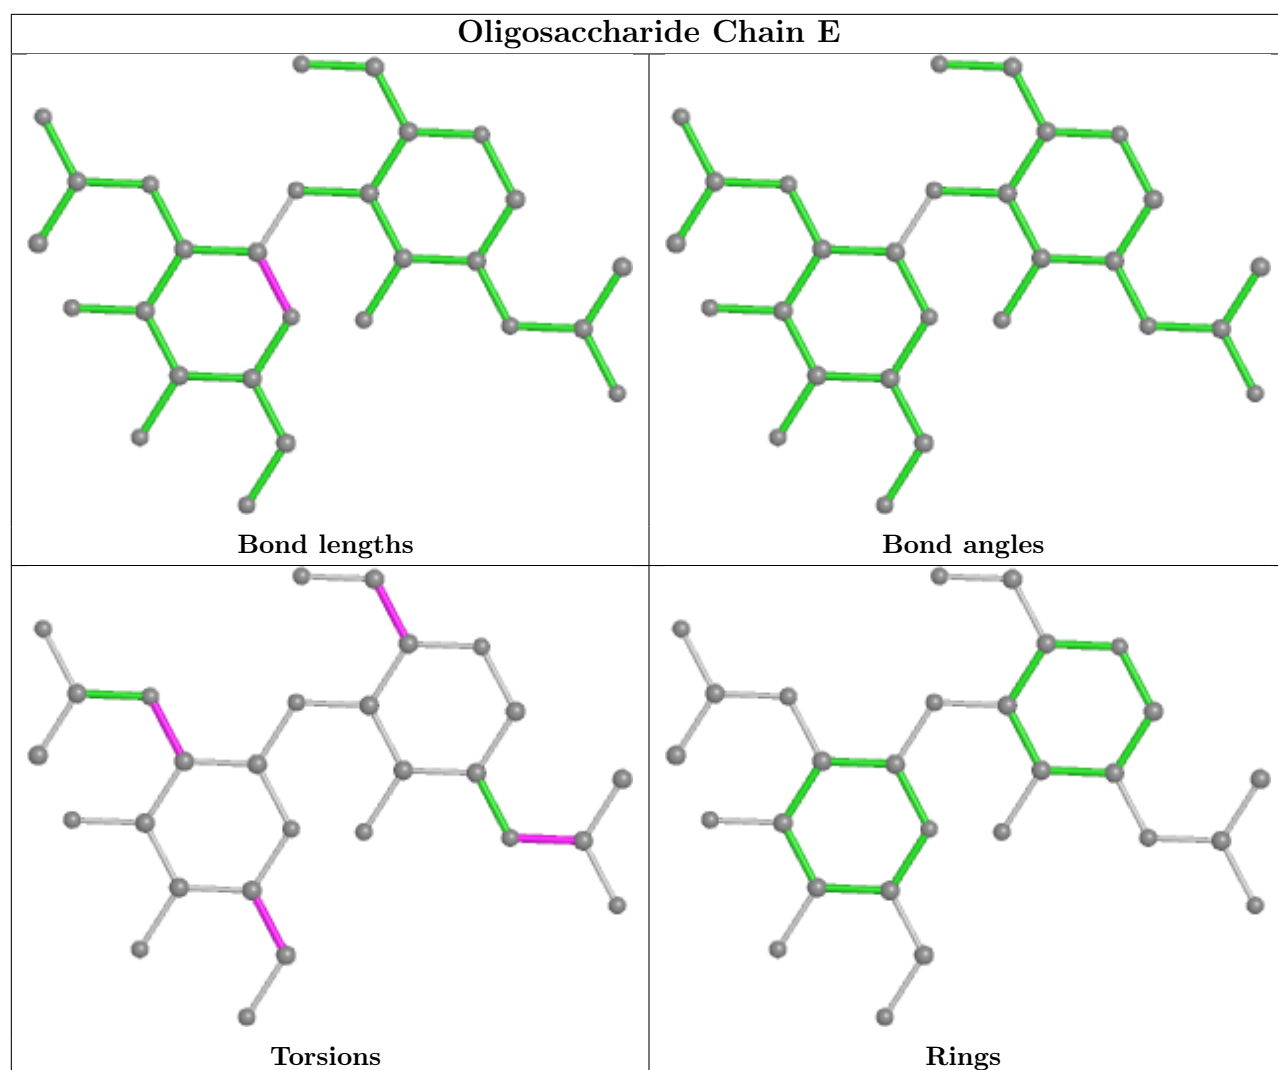 Oligosaccharide Chain E
Bond lengths
Bond angles
Torsions
Rings